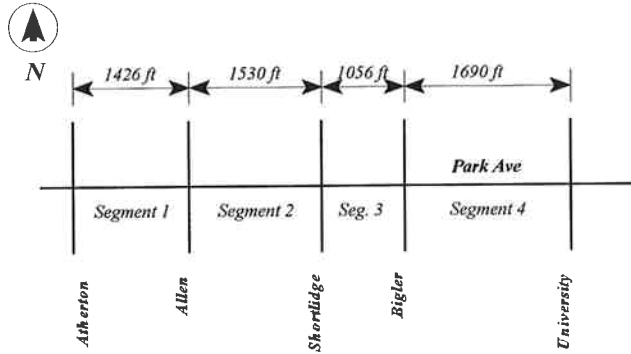 N
1426 ft
1530 ft
1056 ft
1690 ft
Park Ave
Segment 1
Segment 2
Seg. 3
Segment 4
Atherton
Allen
Shortlidge
Bigler
University